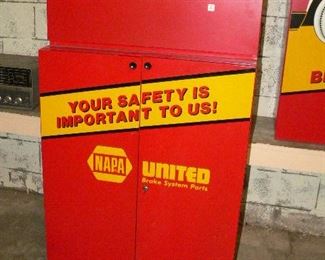 YOUR SAFETY IS
IMPORTANT TO US!
NAPA
UNITED
Brake System Parts